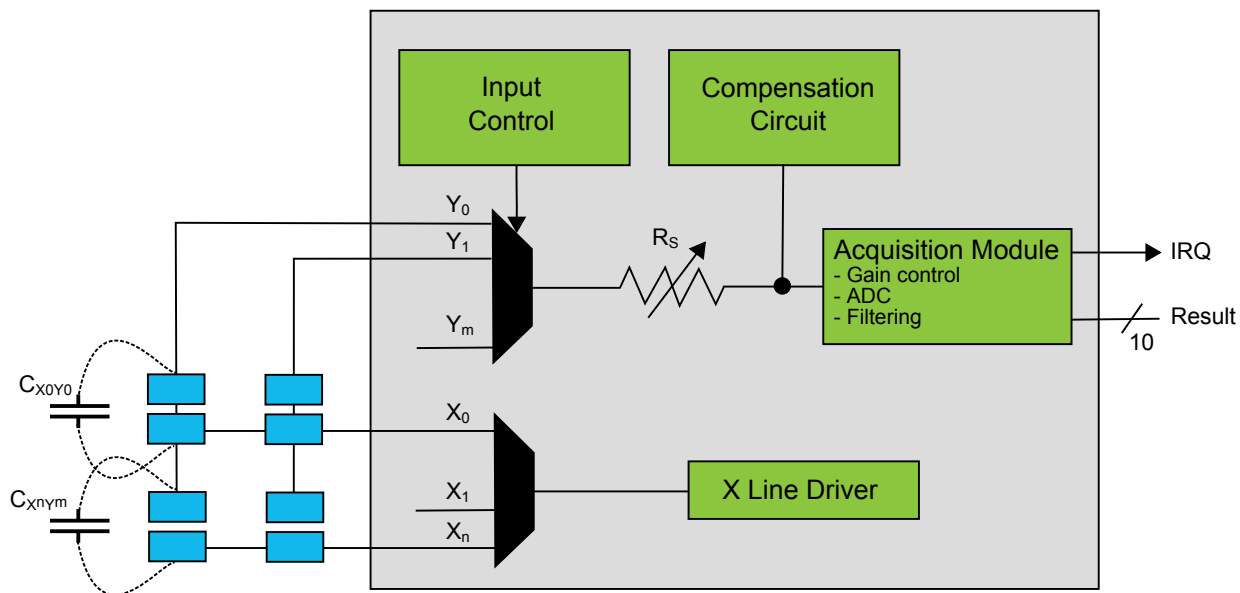 Input
Control
Compensation
Circuit
Y0
Y1
RS
Acquisition Module
- Gain control
- ADC
- Filtering
IRQ
Result
10
Ym
CX0Y0
X0
CXnYm
X1
Xn
X Line Driver